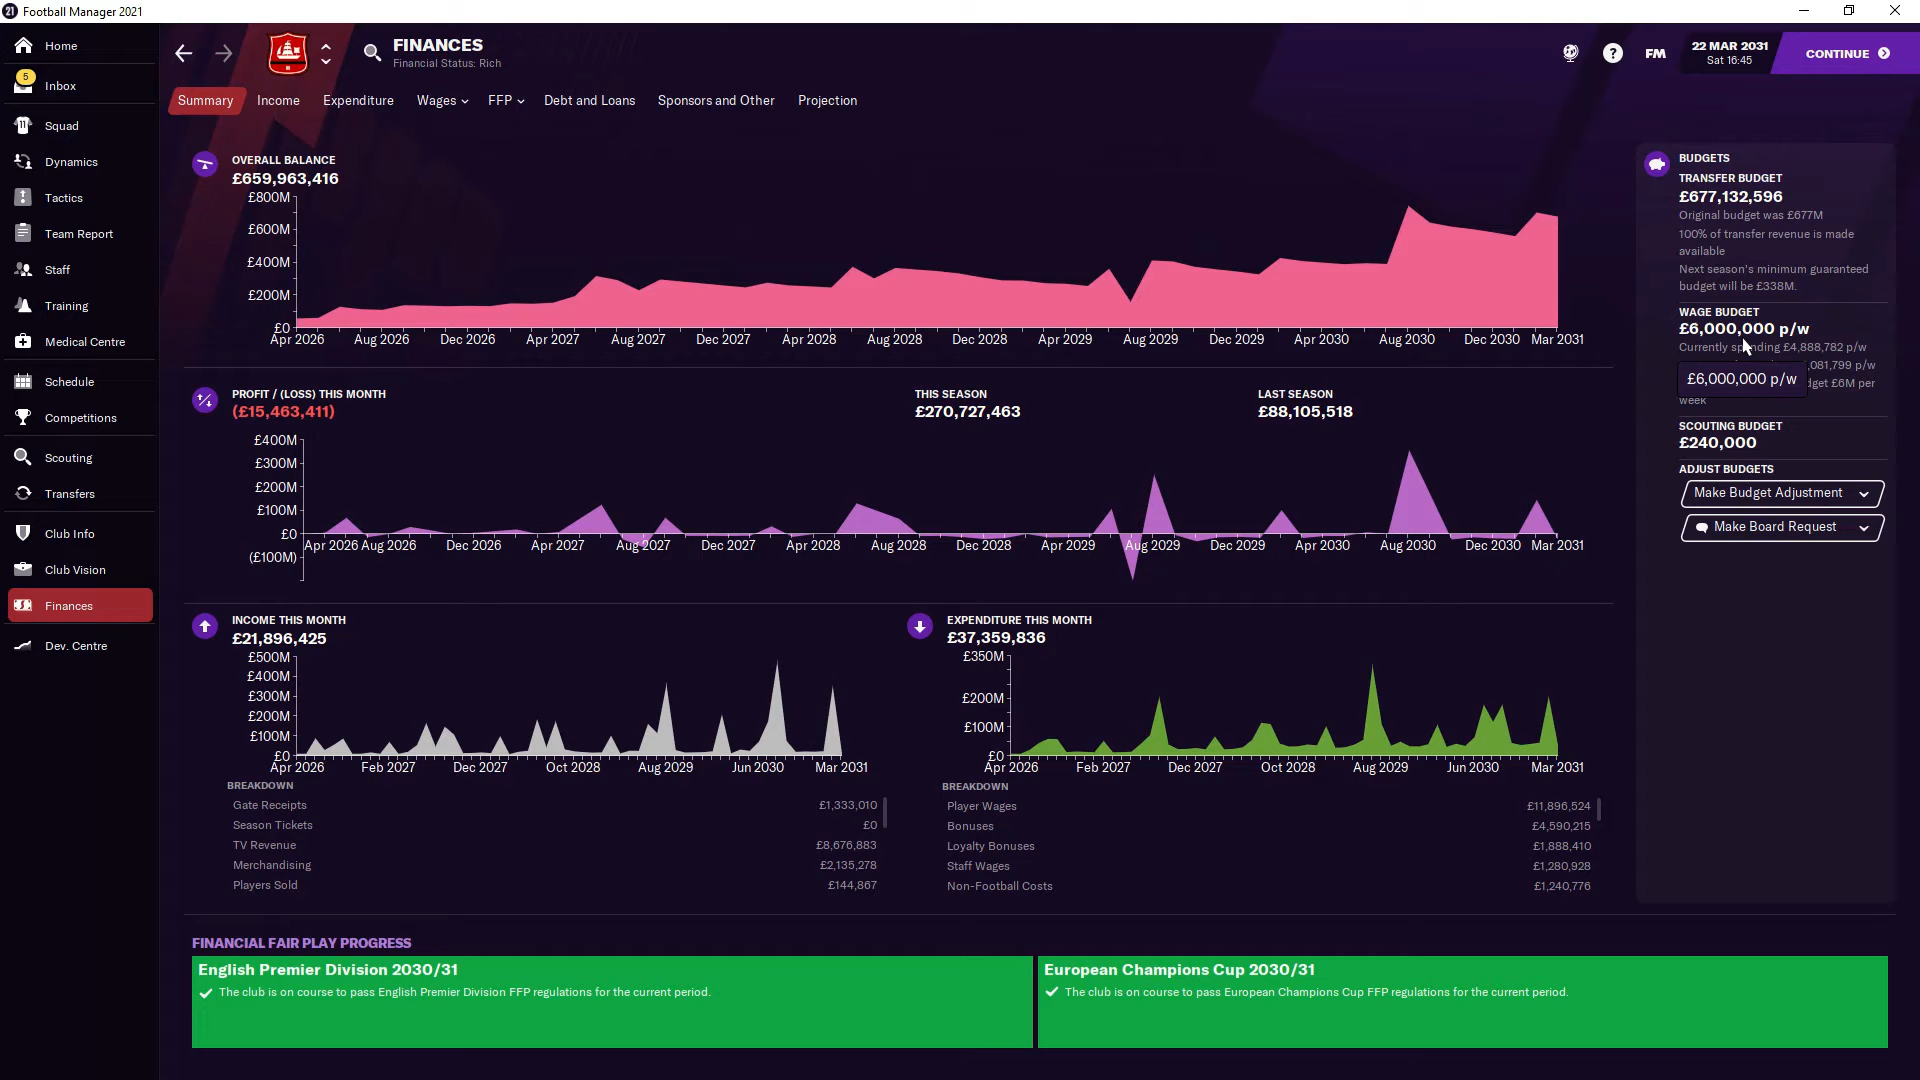 21 Football Manager 2021
Home
5
Inbox
11 Squad
Dynamics
Tactics
Team Report
Staff
Training
Medical Centre
Schedule
Competitions
Scouting
Transfers
Club Info
Club Vision
Finances
Dev. Centre
FINANCES
Financial Status: Rich
? FM
22 MAR 2031
Sat 16:45
CONTINUE
Summary Income Expenditure Wages FFP Debt and Loans Sponsors and Other Projection
OVERALL BALANCE
£659,963,416
£800M
£600M
£400M
£200M
£0
Apr 2026 Aug 2026 Dec 2026 Apr 2027 Aug 2027 Dec 2027 Apr 2028 Aug 2028 Dec 2028 Apr 2029 Aug 2029 Dec 2029 Apr 2030 Aug 2030 Dec 2030 Mar 2031
PROFIT / (LOSS) THIS MONTH
(£15,463,411)
THIS SEASON
£270,727,463
LAST SEASON
£88,105,518
£400M
£300M
£200M
£100M
£0
(£100M)
Apr 2026 Aug 2026 Dec 2026 Apr 2027 Aug 2027 Dec 2027 Apr 2028 Aug 2028 Dec 2028 Apr 2029 Aug 2029 Dec 2029 Apr 2030 Aug 2030 Dec 2030 Mar 2031
INCOME THIS MONTH
£21,896,425
£500M
£400M
£300M
£200M
£100M
£0
Apr 2026 Feb 2027 Dec 2027 Oct 2028 Aug 2029 Jun 2030 Mar 2031
BREAKDOWN
Gate Receipts £1,333,010
Season Tickets £0
TV Revenue £8,676,883
Merchandising £2,135,278
Players Sold £144,867
EXPENDITURE THIS MONTH
£37,359,836
£350M
£200M
£100M
£0
Apr 2026 Feb 2027 Dec 2027 Oct 2028 Aug 2029 Jun 2030 Mar 2031
BREAKDOWN
Player Wages £11,896,524
Bonuses £4,590,215
Loyalty Bonuses £1,888,410
Staff Wages £1,280,928
Non-Football Costs £1,240,776
BUDGETS
TRANSFER BUDGET
£677,132,596
Original budget was £677M
100% of transfer revenue is made
available
Next season's minimum guaranteed
budget will be £338M.
WAGE BUDGET
£6,000,000 p/w
Currently spending £4,888,782 p/w
,081,799 p/w
£6,000,000 p/w
dget £6M per
week
SCOUTING BUDGET
£240,000
ADJUST BUDGETS
Make Budget Adjustment
Make Board Request
FINANCIAL FAIR PLAY PROGRESS
English Premier Division 2030/31
The club is on course to pass English Premier Division FFP regulations for the current period.
European Champions Cup 2030/31
The club is on course to pass European Champions Cup FFP regulations for the current period.